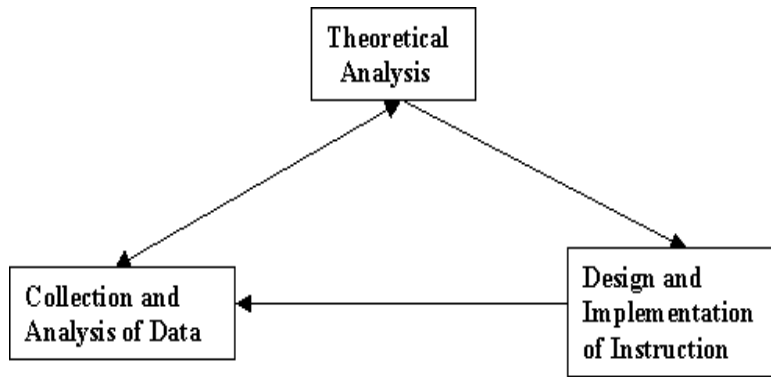 Theoretical
Analysis
Collection and
Analysis of Data
Design and
Implementation
of Instruction